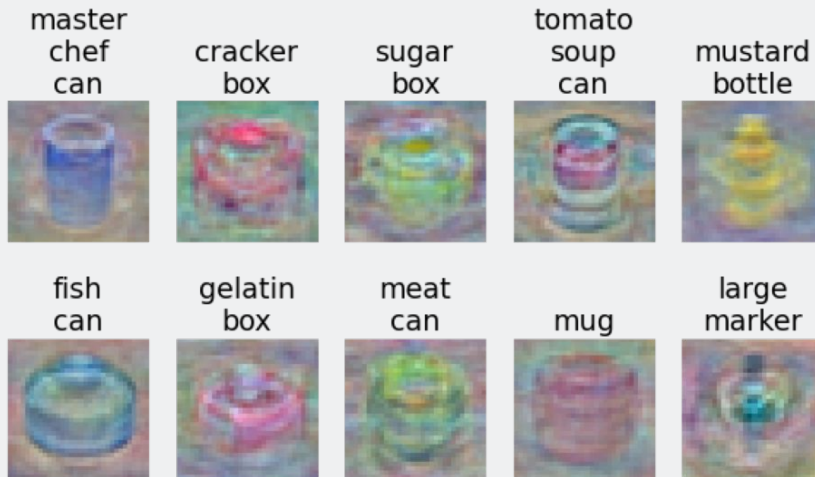 master
chef
can
cracker
box
sugar
box
tomato
soup
can
mustard
bottle
fish
can
gelatin
box
meat
can
mug
large
marker